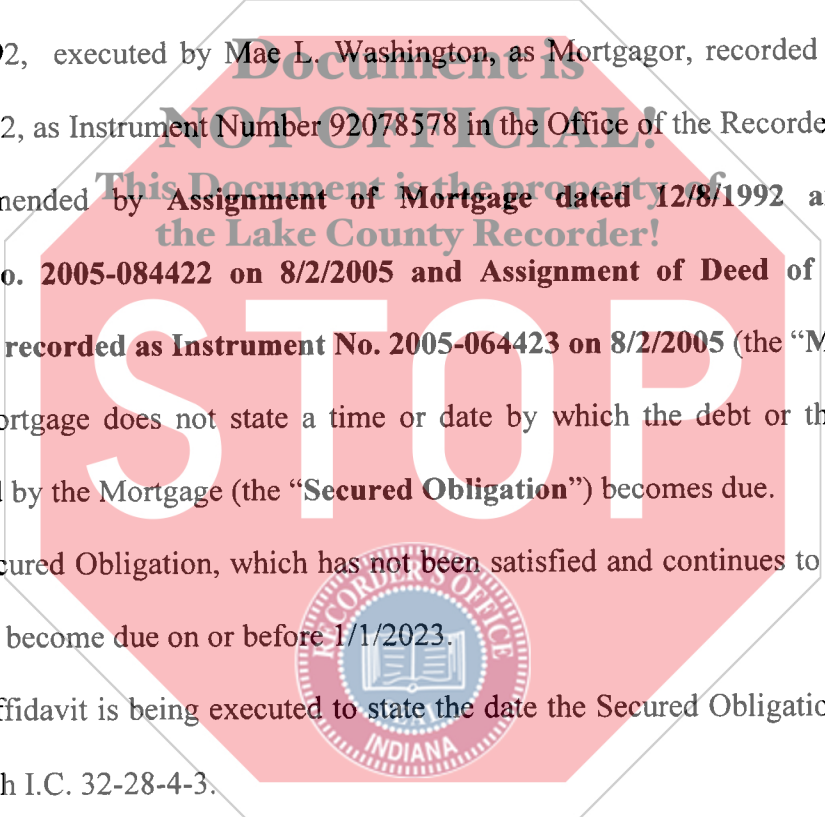 92, executed by Mae L. Washington, as Mortgagor, recorded
Document is
2, as Instrument Number 92078578 in the Office of the Recorde
NOT OFFICIAL!
mended by Assignment of Mortgage dated 12/8/1992 a
This Document is the property of
the Lake County Recorder!
o. 2005-084422 on 8/2/2005 and Assignment of Deed of
recorded as Instrument No. 2005-064423 on 8/2/2005 (the “M
STOP
ortgage does not state a time or date by which the debt or th
d by the Mortgage (the “Secured Obligation”) becomes due.
cured Obligation, which has not been satisfied and continues to
RECORDER'S OFFICE
become due on or before 1/1/2023.
ffidavit is being executed to state the date the Secured Obligatio
INDIANA
h I.C. 32-28-4-3.